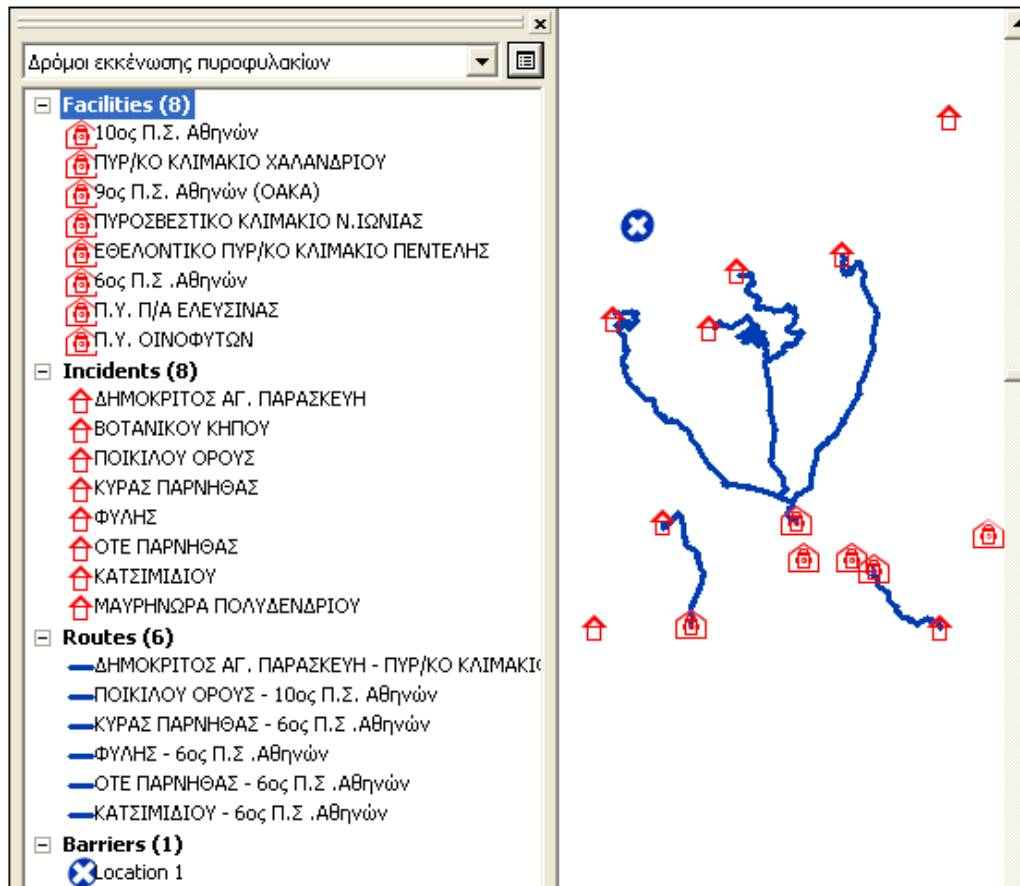 Δρόμοι εκκένωσης πυροφυλακίων
Facilities (8)
10ος Π.Σ. Αθηνών
ΠΥΡ/ΚΟ ΚΛΙΜΑΚΙΟ ΧΑΛΑΝΔΡΙΟΥ
9ος Π.Σ. Αθηνών (ΟΑΚΑ)
ΠΥΡΟΣΒΕΣΤΙΚΟ ΚΛΙΜΑΚΙΟ Ν.ΙΩΝΙΑΣ
ΕΘΕΛΟΝΤΙΚΟ ΠΥΡ/ΚΟ ΚΛΙΜΑΚΙΟ ΠΕΝΤΕΛΗΣ
6ος Π.Σ .Αθηνών
Π.Υ. Π/Α ΕΛΕΥΣΙΝΑΣ
Π.Υ. ΟΙΝΟΦΥΤΩΝ
Incidents (8)
ΔΗΜΟΚΡΙΤΟΣ ΑΓ. ΠΑΡΑΣΚΕΥΗ
ΒΟΤΑΝΙΚΟΥ ΚΗΠΟΥ
ΠΟΙΚΙΛΟΥ ΟΡΟΥΣ
ΚΥΡΑΣ ΠΑΡΝΗΘΑΣ
ΦΥΛΗΣ
ΟΤΕ ΠΑΡΝΗΘΑΣ
ΚΑΤΣΙΜΙΔΙΟΥ
ΜΑΥΡΗΝΩΡΑ ΠΟΛΥΔΕΝΔΡΙΟΥ
Routes (6)
ΔΗΜΟΚΡΙΤΟΣ ΑΓ. ΠΑΡΑΣΚΕΥΗ - ΠΥΡ/ΚΟ ΚΛΙΜΑΚΙ
ΠΟΙΚΙΛΟΥ ΟΡΟΥΣ - 10ος Π.Σ. Αθηνών
ΚΥΡΑΣ ΠΑΡΝΗΘΑΣ - 6ος Π.Σ .Αθηνών
ΦΥΛΗΣ - 6ος Π.Σ .Αθηνών
ΟΤΕ ΠΑΡΝΗΘΑΣ - 6ος Π.Σ .Αθηνών
ΚΑΤΣΙΜΙΔΙΟΥ - 6ος Π.Σ .Αθηνών
Barriers (1)
Location 1